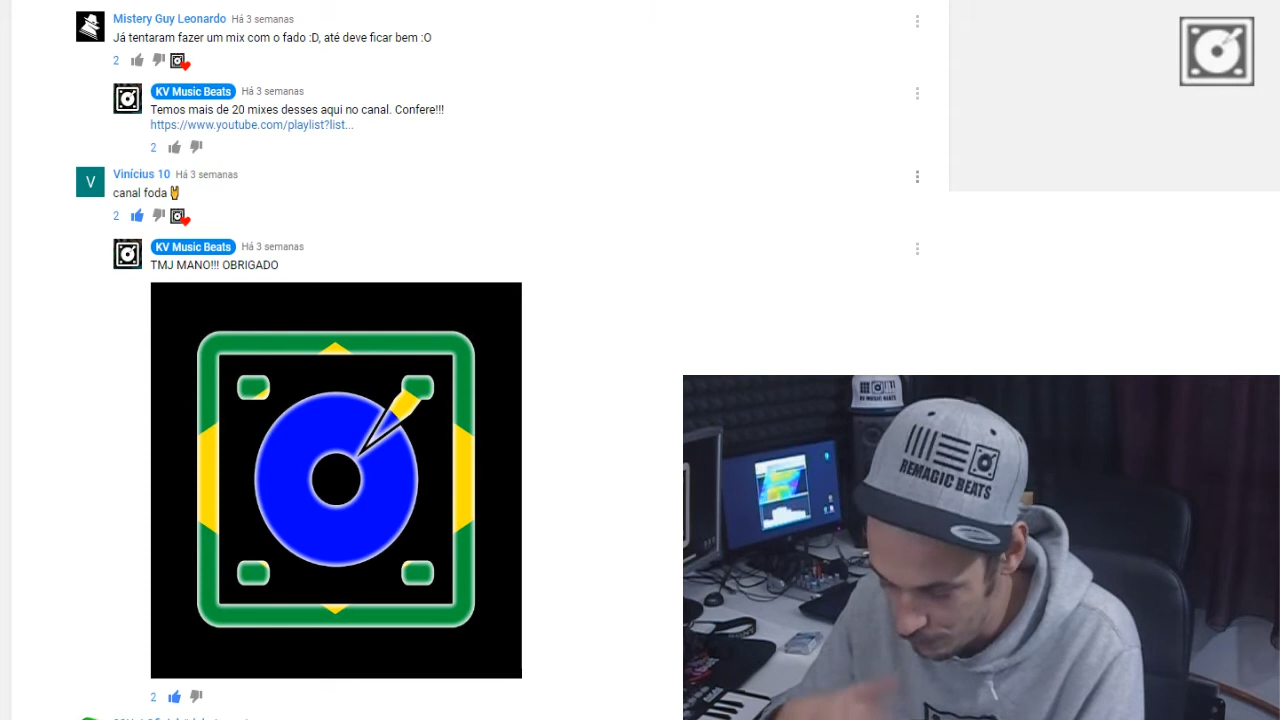 Mistery Guy Leonardo Há 3 semanas
Já tentaram fazer um mix com o fado :D, até deve ficar bem :O
2
KV Music Beats Há 3 semanas
Temos mais de 20 mixes desses aqui no canal. Confere!!!
https://www.youtube.com/playlist?list...
2
V
Vinícius 10 Há 3 semanas
canal foda🤘
2
KV Music Beats Há 3 semanas
TMJ MANO!!! OBRIGADO
2
REMAGIC BEATS